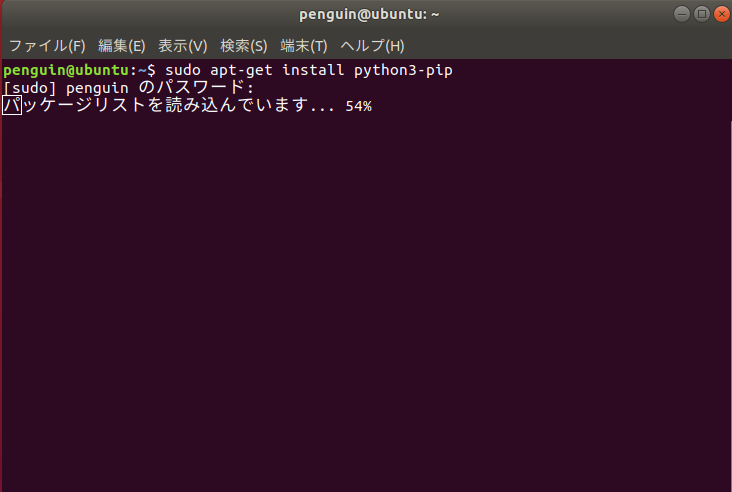 penguin@ubuntu: ~
ファイル(F) 編集(E) 表示(V) 検索(S) 端末(T) ヘルプ(H)
penguin@ubuntu:~$ sudo apt-get install python3-pip
[sudo] penguin のパスワード:
パッケージリストを読み込んでいます... 54%